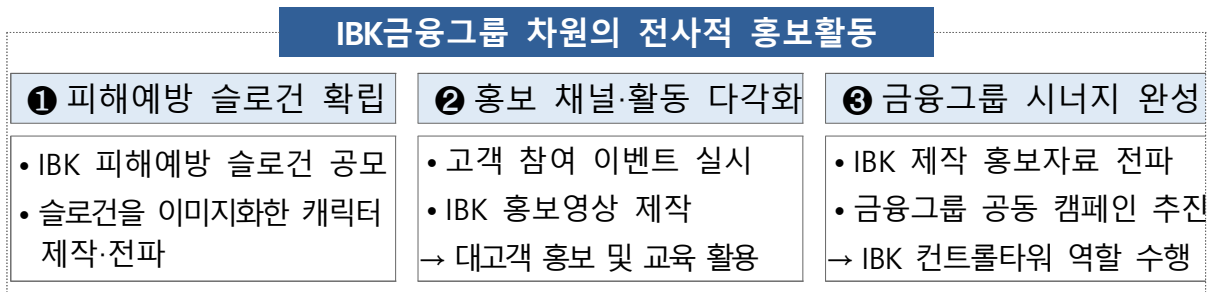 IBK금융그룹 차원의 전사적 홍보활동
❶ 피해예방 슬로건 확립
• IBK 피해예방 슬로건 공모
• 슬로건을 이미지화한 캐릭터
제작·전파
❷ 홍보 채널·활동 다각화
• 고객 참여 이벤트 실시
• IBK 홍보영상 제작
→ 대고객 홍보 및 교육 활용
❸ 금융그룹 시너지 완성
• IBK 제작 홍보자료 전파
• 금융그룹 공동 캠페인 추진
→ IBK 컨트롤타워 역할 수행